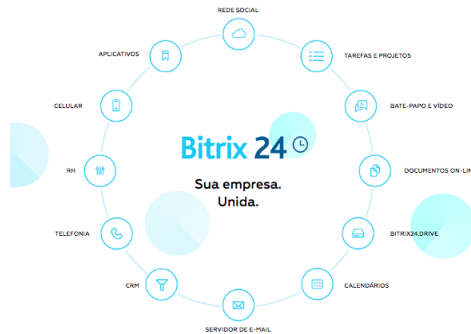 REDE SOCIAL
APLICATIVOS
TAREFAS E PROJETOS
CELULAR
BATE-PAPO E VÍDEO
Bitrix 24
Sua empresa.
Unida.
RH
DOCUMENTOS ON-LIN
TELEFONIA
BITRIX24.DRIVE
CRM
CALENDÁRIOS
SERVIDOR DE E-MAIL